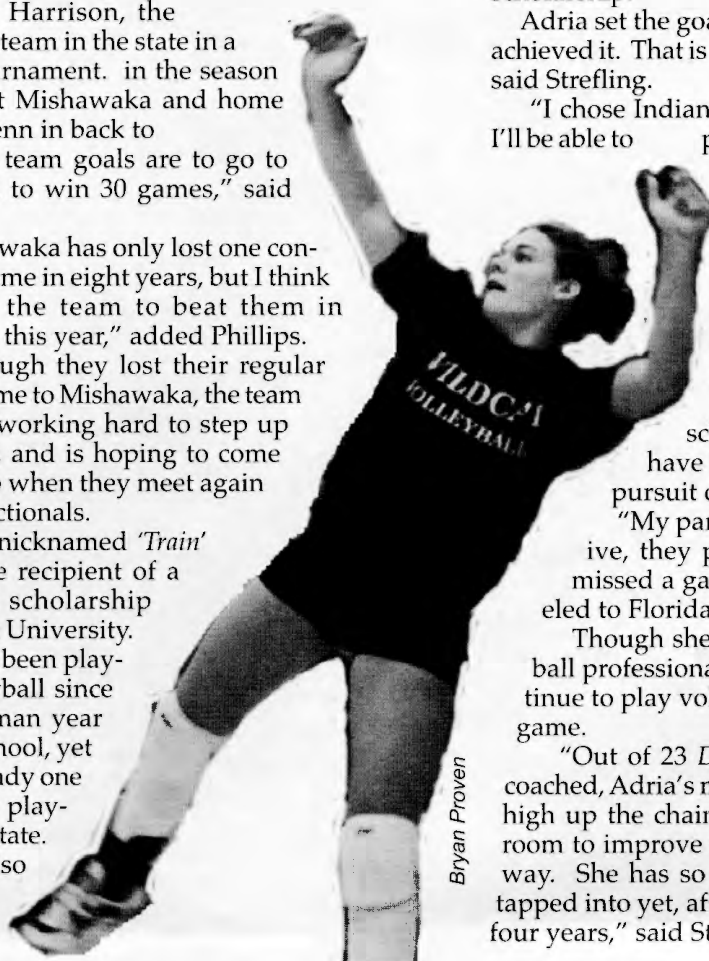 Harrison, the
team in the state in a
rnament. in the season
t Mishawaka and home
enn in back to
team goals are to go to
to win 30 games," said
waka has only lost one con-
me in eight years, but I think
the team to beat them in
this year," added Phillips.
ugh they lost their regular
me to Mishawaka, the team
working hard to step up
and is hoping to come
o when they meet again
ctionals.
nicknamed 'Train'
e recipient of a
scholarship
University.
been play-
yball since
man year
hool, yet
ady one
play-
tate.
so
WILDCAT
VOLLEYBALL
Bryan Proven
Adria set the goa
achieved it. That is
said Strefling.
"I chose Indian
I'll be able to p
sc
have
pursuit o
"My par
ive, they p
missed a ga
eled to Florida
Though she
ball professiona
tinue to play vol
game.
"Out of 23 D
coached, Adria's n
high up the chain
room to improve
way. She has so
tapped into yet, af
four years," said St